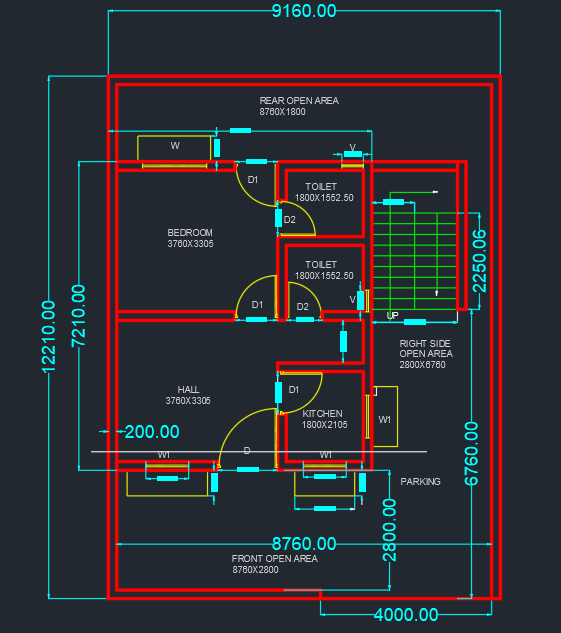 9160.00
REAR OPEN AREA
8760X1800
W
V
D1
TOILET
1800X1552.50
D2
BEDROOM
3760X3305
TOILET
1800X1552.50
2250.06
D1
D2
V
UP
12210.00
7210.00
RIGHT SIDE
OPEN AREA
2800X6760
HALL
3760X3305
D1
KITCHEN
1800X2105
W1
200.00
D
W1
W1
6760.00
PARKING
2800.00
8760.00
FRONT OPEN AREA
8760X2800
4000.00